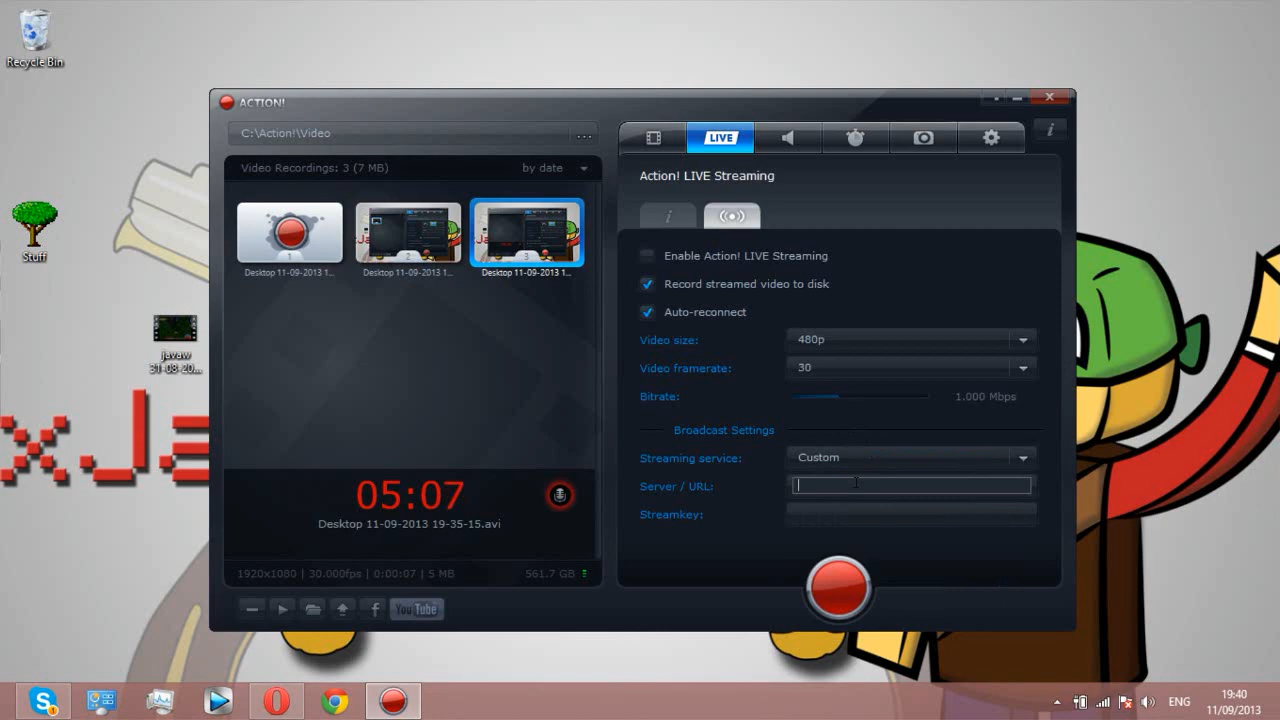 Recycle Bin
Stuff
javaw
31-08-20...
ACTION!
C:\Action!\Video
...
Video Recordings: 3 (7 MB)
by date
1
2
3
Desktop 11-09-2013 1...
Desktop 11-09-2013 1...
Desktop 11-09-2013 1...
05:07
Desktop 11-09-2013 19-35-15.avi
1920x1080 | 30.000fps | 0:00:07 | 5 MB
561.7 GB
f
YouTube
LIVE
i
Action! LIVE Streaming
i
Enable Action! LIVE Streaming
Record streamed video to disk
Auto-reconnect
Video size:
480p
Video framerate:
30
Bitrate:
1.000 Mbps
Broadcast Settings
Streaming service:
Custom
Server / URL:
Streamkey:
ENG
19:40
11/09/2013